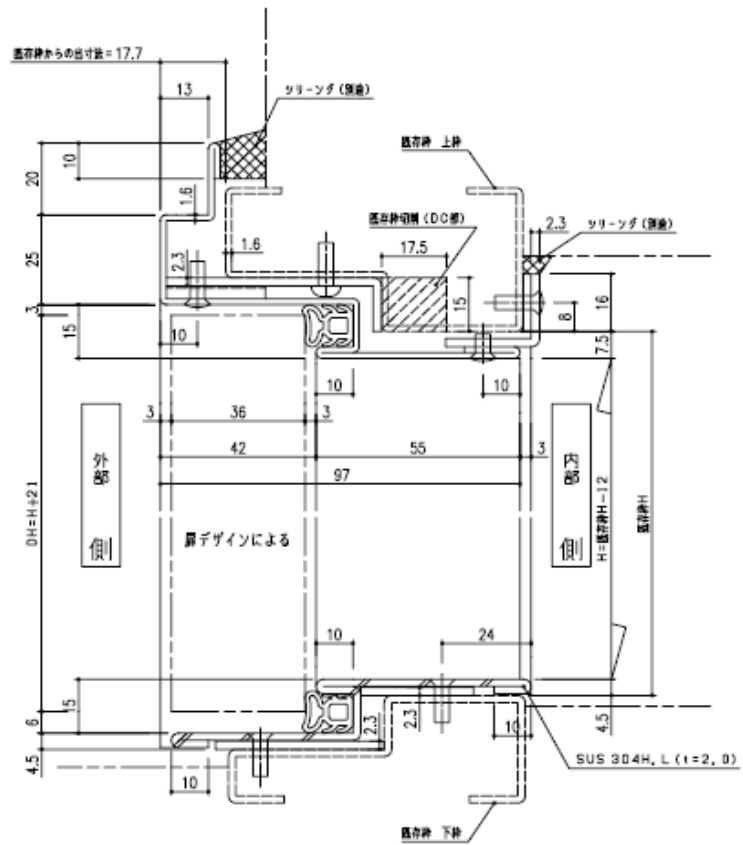 既存枠からの出寸法=17.7
13
シーリング(別途)
10
20
既存枠 上枠
1.6
既存枠切削(DC部)
2.3
シーリング(別途)
17.5
1.6
25
2.3
15
16
8
3
10
15
7.5
10
10
3
36
3
42
55
3
97
外部側
内部側
DH=H+21
扉デザインによる
H=既存枠H-12
既存枠H
10
24
15
6
2.3
2.3
10
4.5
4.5
SUS 304H.L(t=2.0)
10
既存枠 下枠